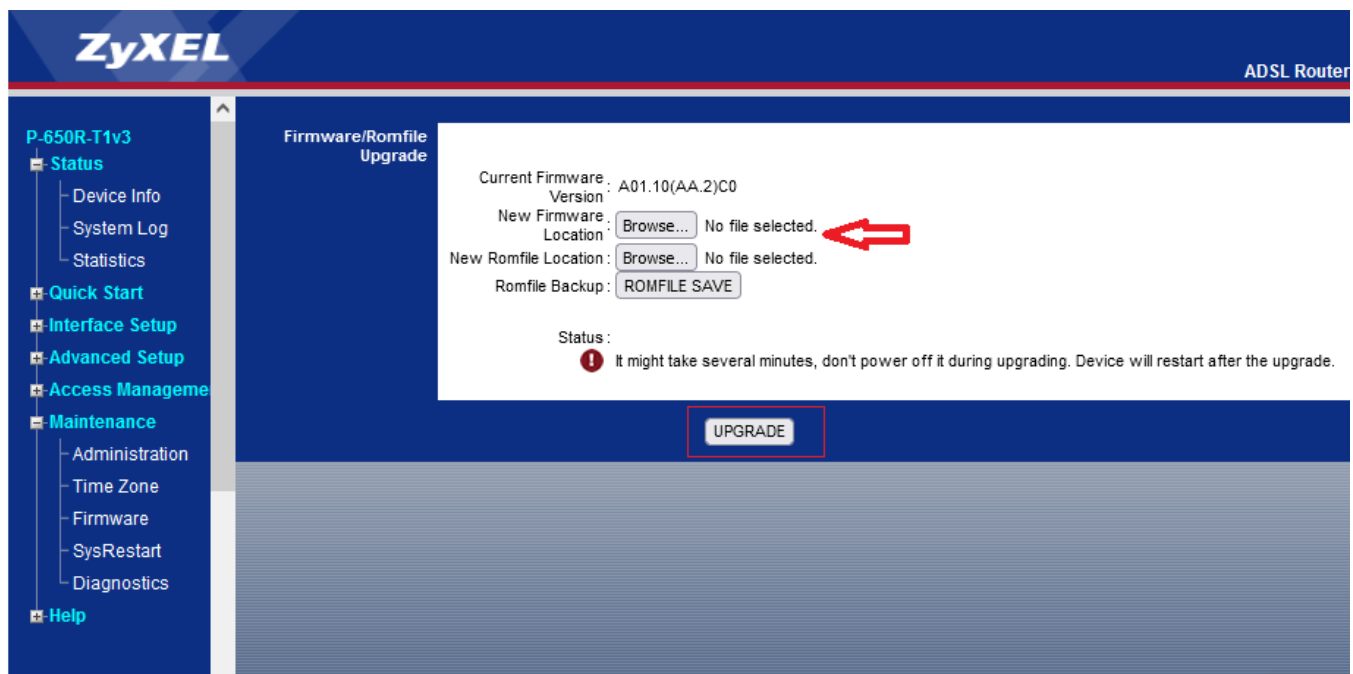 ZyXEL
ADSL Router
P-650R-T1v3
Status
Device Info
System Log
Statistics
Quick Start
Interface Setup
Advanced Setup
Access Manageme
Maintenance
Administration
Time Zone
Firmware
SysRestart
Diagnostics
Help
Firmware/Romfile
Upgrade
Current Firmware
Version : A01.10(AA.2)C0
New Firmware
Location : Browse... No file selected.
New Romfile Location : Browse... No file selected.
Romfile Backup : ROMFILE SAVE
Status :
It might take several minutes, don't power off it during upgrading. Device will restart after the upgrade.
UPGRADE